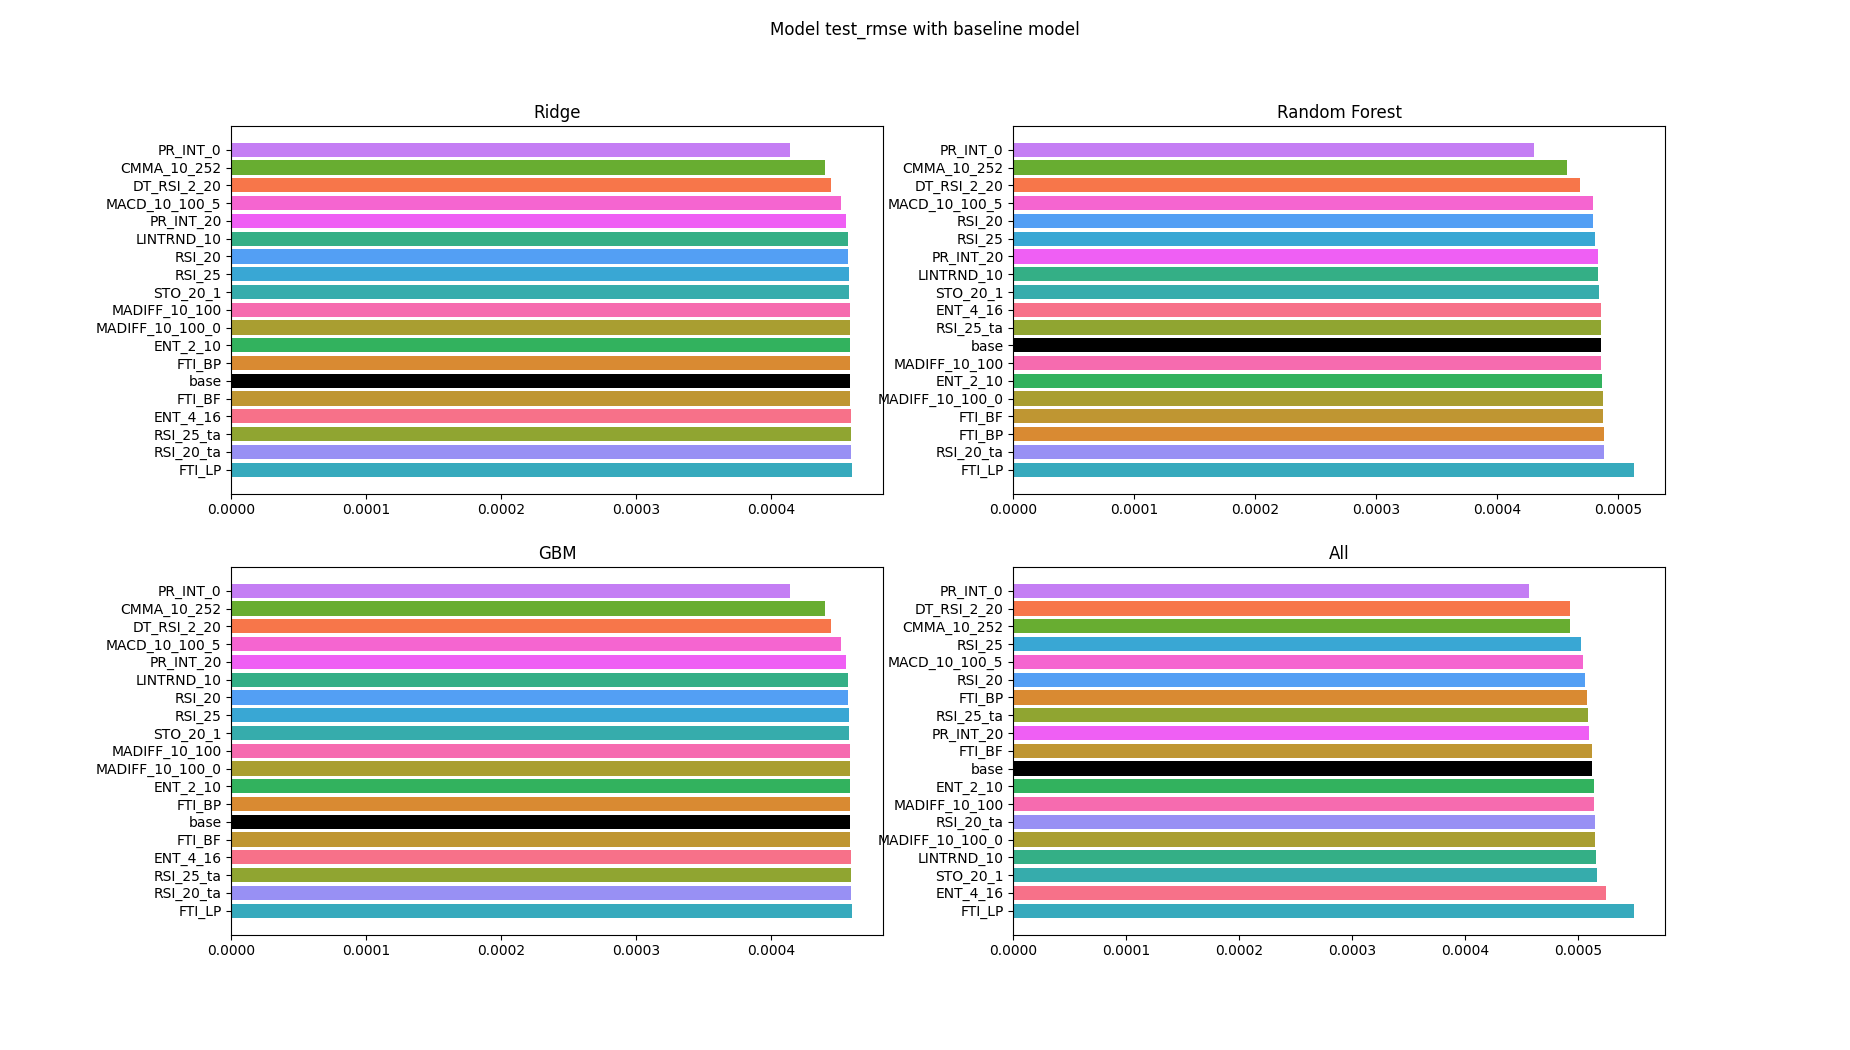 Model test_rmse with baseline model
Ridge
PR_INT_0
CMMA_10_252
DT_RSI_2_20
MACD_10_100_5
PR_INT_20
LINTRND_10
RSI_20
RSI_25
STO_20_1
MADIFF_10_100
MADIFF_10_100_0
ENT_2_10
FTI_BP
base
FTI_BF
ENT_4_16
RSI_25_ta
RSI_20_ta
FTI_LP
0.0000 0.0001 0.0002 0.0003 0.0004
Random Forest
PR_INT_0
CMMA_10_252
DT_RSI_2_20
MACD_10_100_5
RSI_20
RSI_25
PR_INT_20
LINTRND_10
STO_20_1
ENT_4_16
RSI_25_ta
base
MADIFF_10_100
ENT_2_10
MADIFF_10_100_0
FTI_BF
FTI_BP
RSI_20_ta
FTI_LP
0.0000 0.0001 0.0002 0.0003 0.0004 0.0005
GBM
PR_INT_0
CMMA_10_252
DT_RSI_2_20
MACD_10_100_5
PR_INT_20
LINTRND_10
RSI_20
RSI_25
STO_20_1
MADIFF_10_100
MADIFF_10_100_0
ENT_2_10
FTI_BP
base
FTI_BF
ENT_4_16
RSI_25_ta
RSI_20_ta
FTI_LP
0.0000 0.0001 0.0002 0.0003 0.0004
All
PR_INT_0
DT_RSI_2_20
CMMA_10_252
RSI_25
MACD_10_100_5
RSI_20
FTI_BP
RSI_25_ta
PR_INT_20
FTI_BF
base
ENT_2_10
MADIFF_10_100
RSI_20_ta
MADIFF_10_100_0
LINTRND_10
STO_20_1
ENT_4_16
FTI_LP
0.0000 0.0001 0.0002 0.0003 0.0004 0.0005